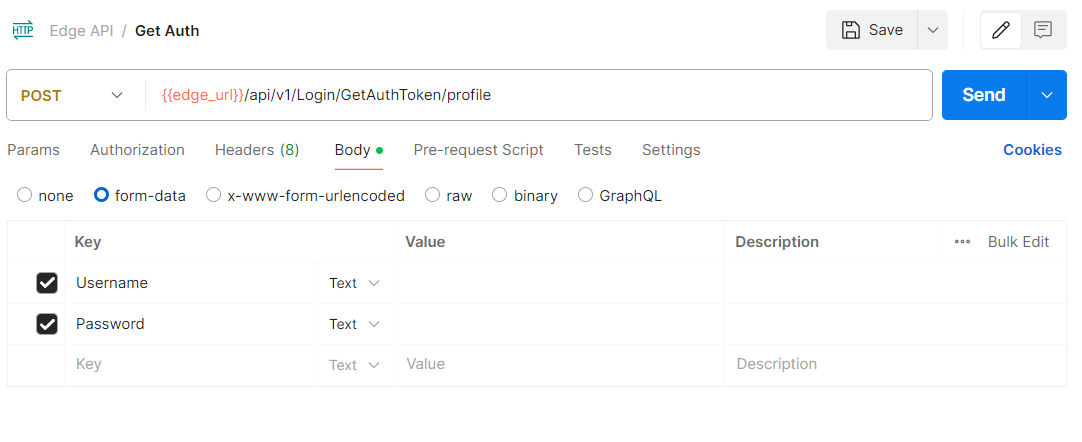 HTTP Edge API / Get Auth Save
POST {{edge_url}}/api/v1/Login/GetAuthToken/profile Send
Params Authorization Headers (8) Body Pre-request Script Tests Settings Cookies
none form-data x-www-form-urlencoded raw binary GraphQL
Key Value Description Bulk Edit
Username Text
Password Text
Key Text Value Description